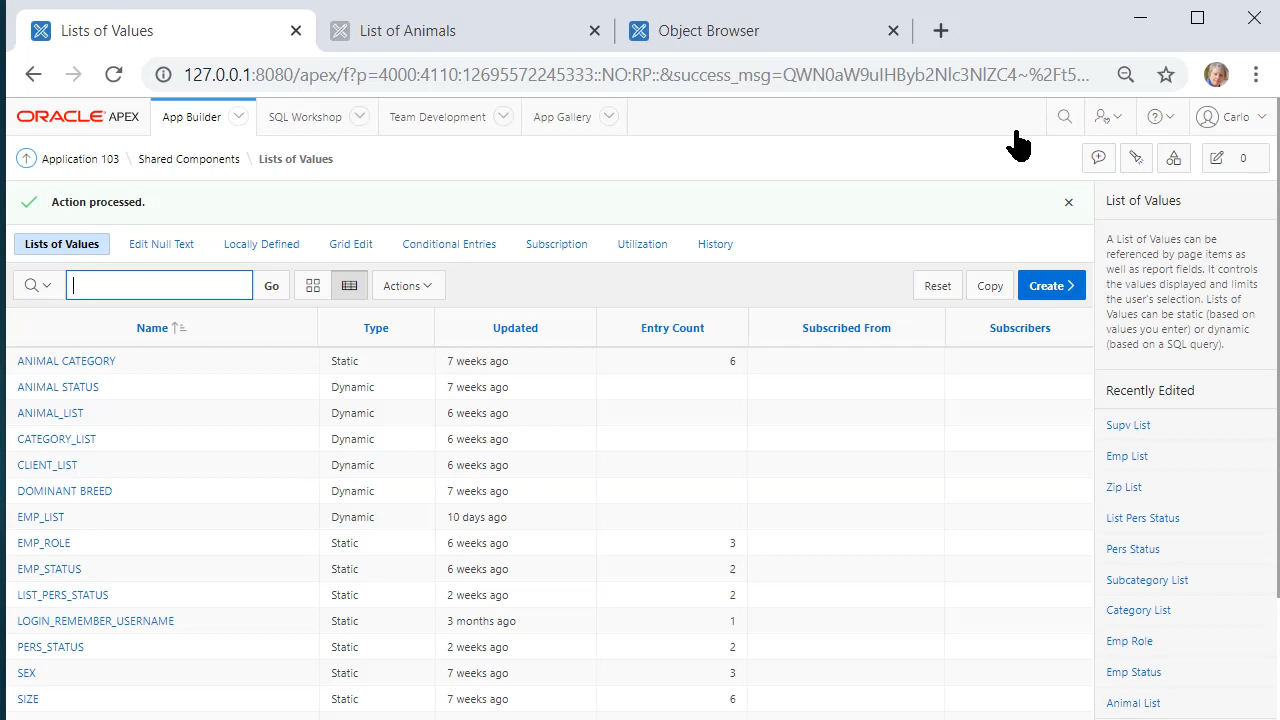 Lists of Values
List of Animals
Object Browser
127.0.0.1:8080/apex/f?p=4000:4110:12695572245333::NO:RP::&success_msg=QWN0aW9uIHByb2Nlc3NlZC4~%2Ft5...
ORACLE APEX App Builder SQL Workshop Team Development App Gallery Carlo
Application 103 \ Shared Components \ Lists of Values 0
Action processed.
Lists of Values Edit Null Text Locally Defined Grid Edit Conditional Entries Subscription Utilization History
Go Actions Reset Copy Create
Name Type Updated Entry Count Subscribed From Subscribers
ANIMAL CATEGORY Static 7 weeks ago 6
ANIMAL STATUS Dynamic 7 weeks ago
ANIMAL_LIST Dynamic 6 weeks ago
CATEGORY_LIST Dynamic 6 weeks ago
CLIENT_LIST Dynamic 6 weeks ago
DOMINANT BREED Dynamic 7 weeks ago
EMP_LIST Dynamic 10 days ago
EMP_ROLE Static 6 weeks ago 3
EMP_STATUS Static 6 weeks ago 2
LIST_PERS_STATUS Static 2 weeks ago 2
LOGIN_REMEMBER_USERNAME Static 3 months ago 1
PERS_STATUS Static 2 weeks ago 2
SEX Static 7 weeks ago 3
SIZE Static 7 weeks ago 6
List of Values
A List of Values can be
referenced by page items as
well as report fields. It controls
the values displayed and limits
the user's selection. Lists of
Values can be static (based on
values you enter) or dynamic
(based on a SQL query).
Recently Edited
Supv List
Emp List
Zip List
List Pers Status
Pers Status
Subcategory List
Category List
Emp Role
Emp Status
Animal List